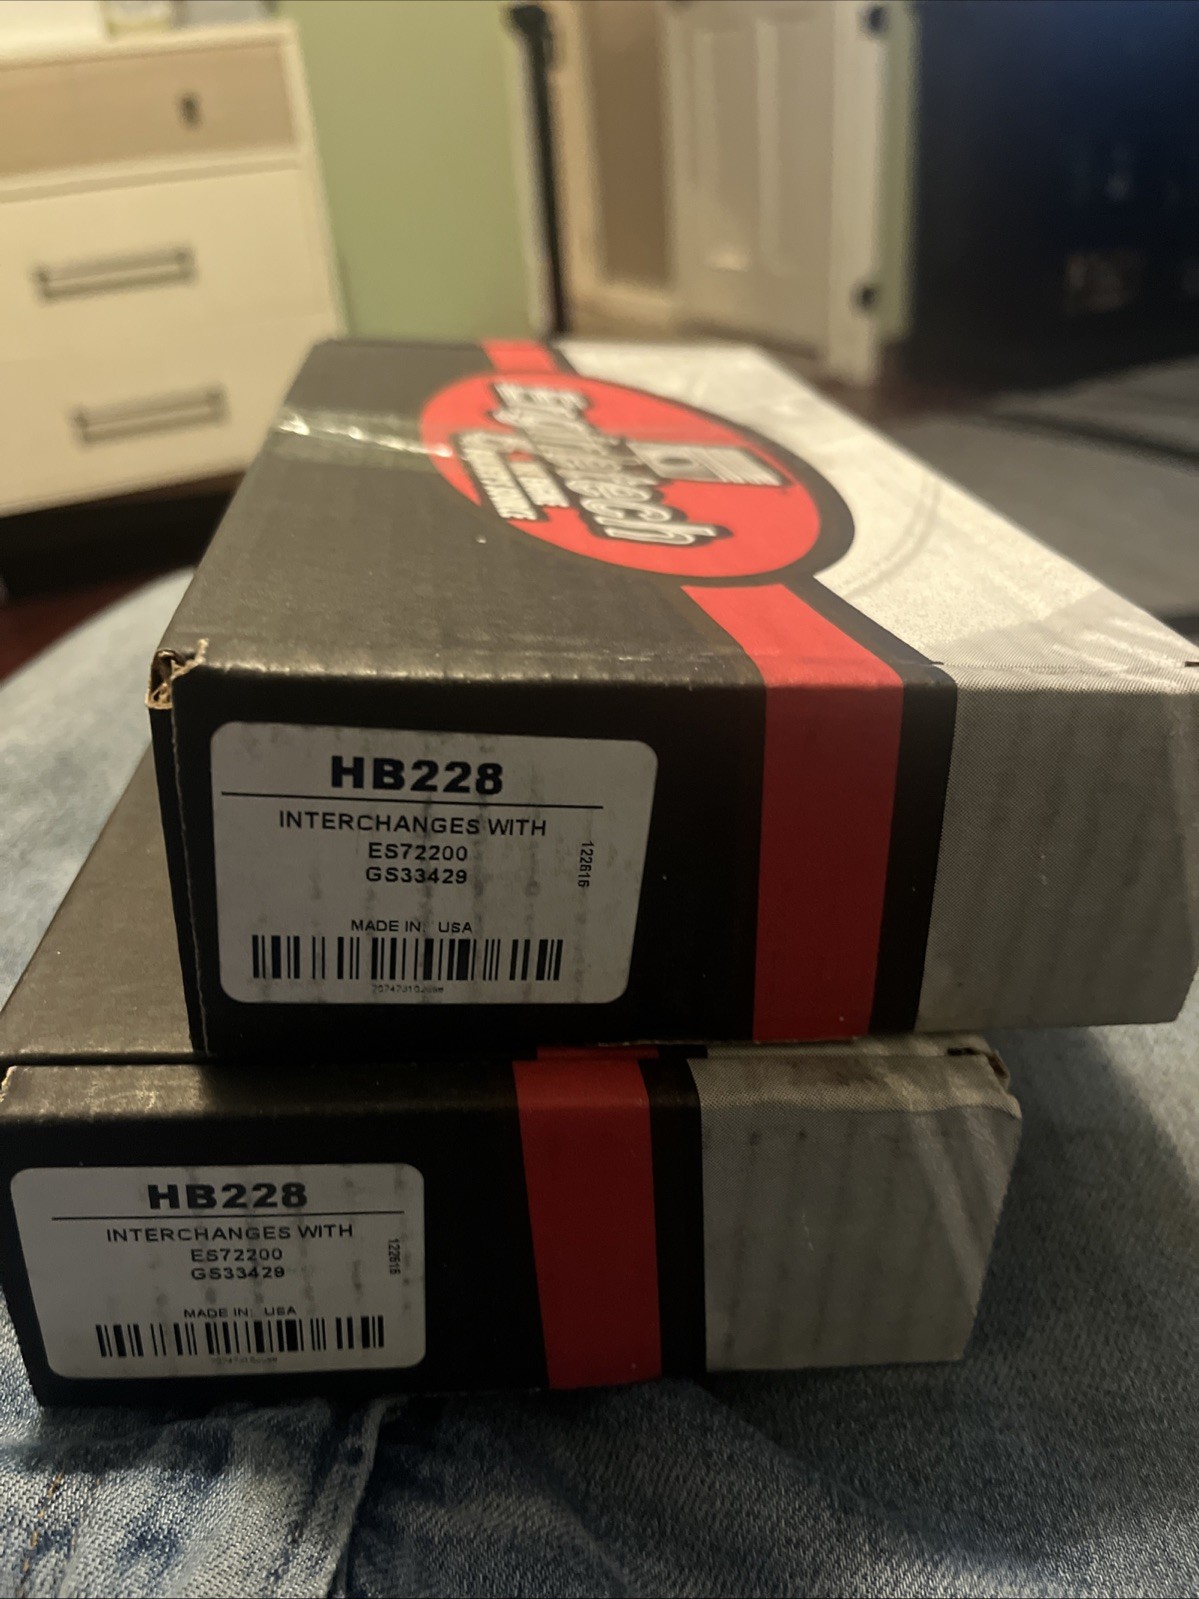 HB228
INTERCHANGES WITH
ES72200
GS33429
122616
MADE IN: USA
HB228
INTERCHANGES WITH
ES72200
GS33429
122616
MADE IN: USA